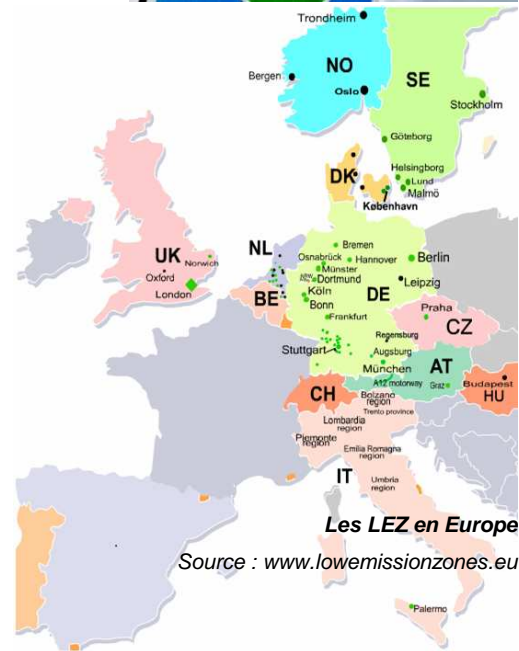 Trondheim
NO
SE
Bergen
Oslo
Stockholm
Göteborg
Helsingborg
DK
Lund
Malmö
København
NL
Bremen
UK
Norwich
Osnabrück
Hannover
Berlin
Oxford
Münster
Dortmund
London
BE
Köln
DE
Leipzig
Bonn
Praha
Frankfurt
CZ
Regensburg
Stuttgart
Augsburg
AT
München
Budapest
A12 motorway
Graz
HU
CH
Bolzano
region
Trento province
Lombardia
region
Piemonte
region
Emilia Romagna
region
IT
Umbria
region
Les LEZ en Europe
Source : www.lowemissionzones.eu
Palermo